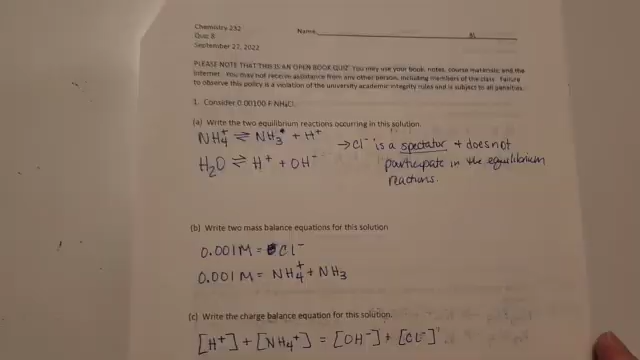 Chemistry 232
Name
Quiz 8
September 27, 2022
PLEASE NOTE THAT THIS IS AN OPEN BOOK QUIZ. You may use your book, notes, course materials, and the
internet. You may not receive assistance from any other person, including members of the class. Failure
to observe this policy is a violation of the university academic integrity rules and is subject to all penalties.
1. Consider 0.00100 F NH₄Cl.
(a) Write the two equilibrium reactions occurring in this solution.
NH₄⁺ ⇌ NH₃ + H⁺
→ Cl⁻ is a spectator + does not
participate in the equilibrium
reactions.
H₂O ⇌ H⁺ + OH⁻
(b) Write two mass balance equations for this solution
0.001M = Cl⁻
0.001M = NH₄⁺ + NH₃
(c) Write the charge balance equation for this solution.
[H⁺] + [NH₄⁺] = [OH⁻] + [Cl⁻]